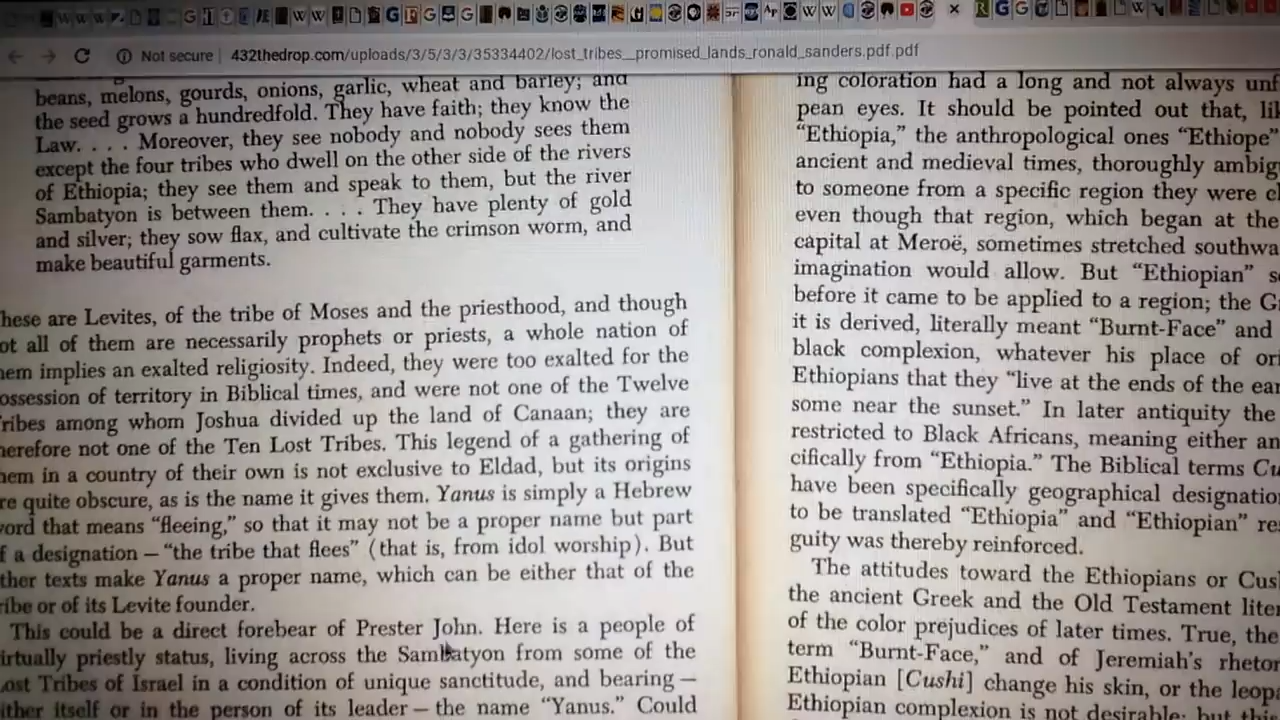 Not secure
432thedrop.com/uploads/3/5/3/3/35334402/lost_tribes__promised_lands_ronald_sanders.pdf.pdf
beans, melons, gourds, onions, garlic, wheat and barley; and
the seed grows a hundredfold. They have faith; they know the
Law. . . . Moreover, they see nobody and nobody sees them
except the four tribes who dwell on the other side of the rivers
of Ethiopia; they see them and speak to them, but the river
Sambatyon is between them. . . . They have plenty of gold
and silver; they sow flax, and cultivate the crimson worm, and
make beautiful garments.
hese are Levites, of the tribe of Moses and the priesthood, and though
ot all of them are necessarily prophets or priests, a whole nation of
em implies an exalted religiosity. Indeed, they were too exalted for the
ossession of territory in Biblical times, and were not one of the Twelve
ribes among whom Joshua divided up the land of Canaan; they are
herefore not one of the Ten Lost Tribes. This legend of a gathering of
hem in a country of their own is not exclusive to Eldad, but its origins
re quite obscure, as is the name it gives them. Yanus is simply a Hebrew
ord that means “fleeing,” so that it may not be a proper name but part
f a designation — “the tribe that flees” (that is, from idol worship). But
ther texts make Yanus a proper name, which can be either that of the
ribe or of its Levite founder.
This could be a direct forebear of Prester John. Here is a people of
irtually priestly status, living across the Sambatyon from some of the
ost Tribes of Israel in a condition of unique sanctitude, and bearing —
ither itself or in the person of its leader — the name “Yanus.” Could
ing coloration had a long and not always unf
pean eyes. It should be pointed out that, lik
“Ethiopia,” the anthropological ones “Ethiope”
ancient and medieval times, thoroughly ambig
to someone from a specific region they were cl
even though that region, which began at the
capital at Meroë, sometimes stretched southwa
imagination would allow. But “Ethiopian” s
before it came to be applied to a region; the G
it is derived, literally meant “Burnt-Face” and
black complexion, whatever his place of ori
Ethiopians that they “live at the ends of the ear
some near the sunset.” In later antiquity the
restricted to Black Africans, meaning either an
cifically from “Ethiopia.” The Biblical terms Cu
have been specifically geographical designation
to be translated “Ethiopia” and “Ethiopian” re
guity was thereby reinforced.
The attitudes toward the Ethiopians or Cus
the ancient Greek and the Old Testament liter
of the color prejudices of later times. True, the
term “Burnt-Face,” and of Jeremiah’s rhetor
Ethiopian [Cushi] change his skin, or the leop
Ethiopian complexion is not desirable; but thi